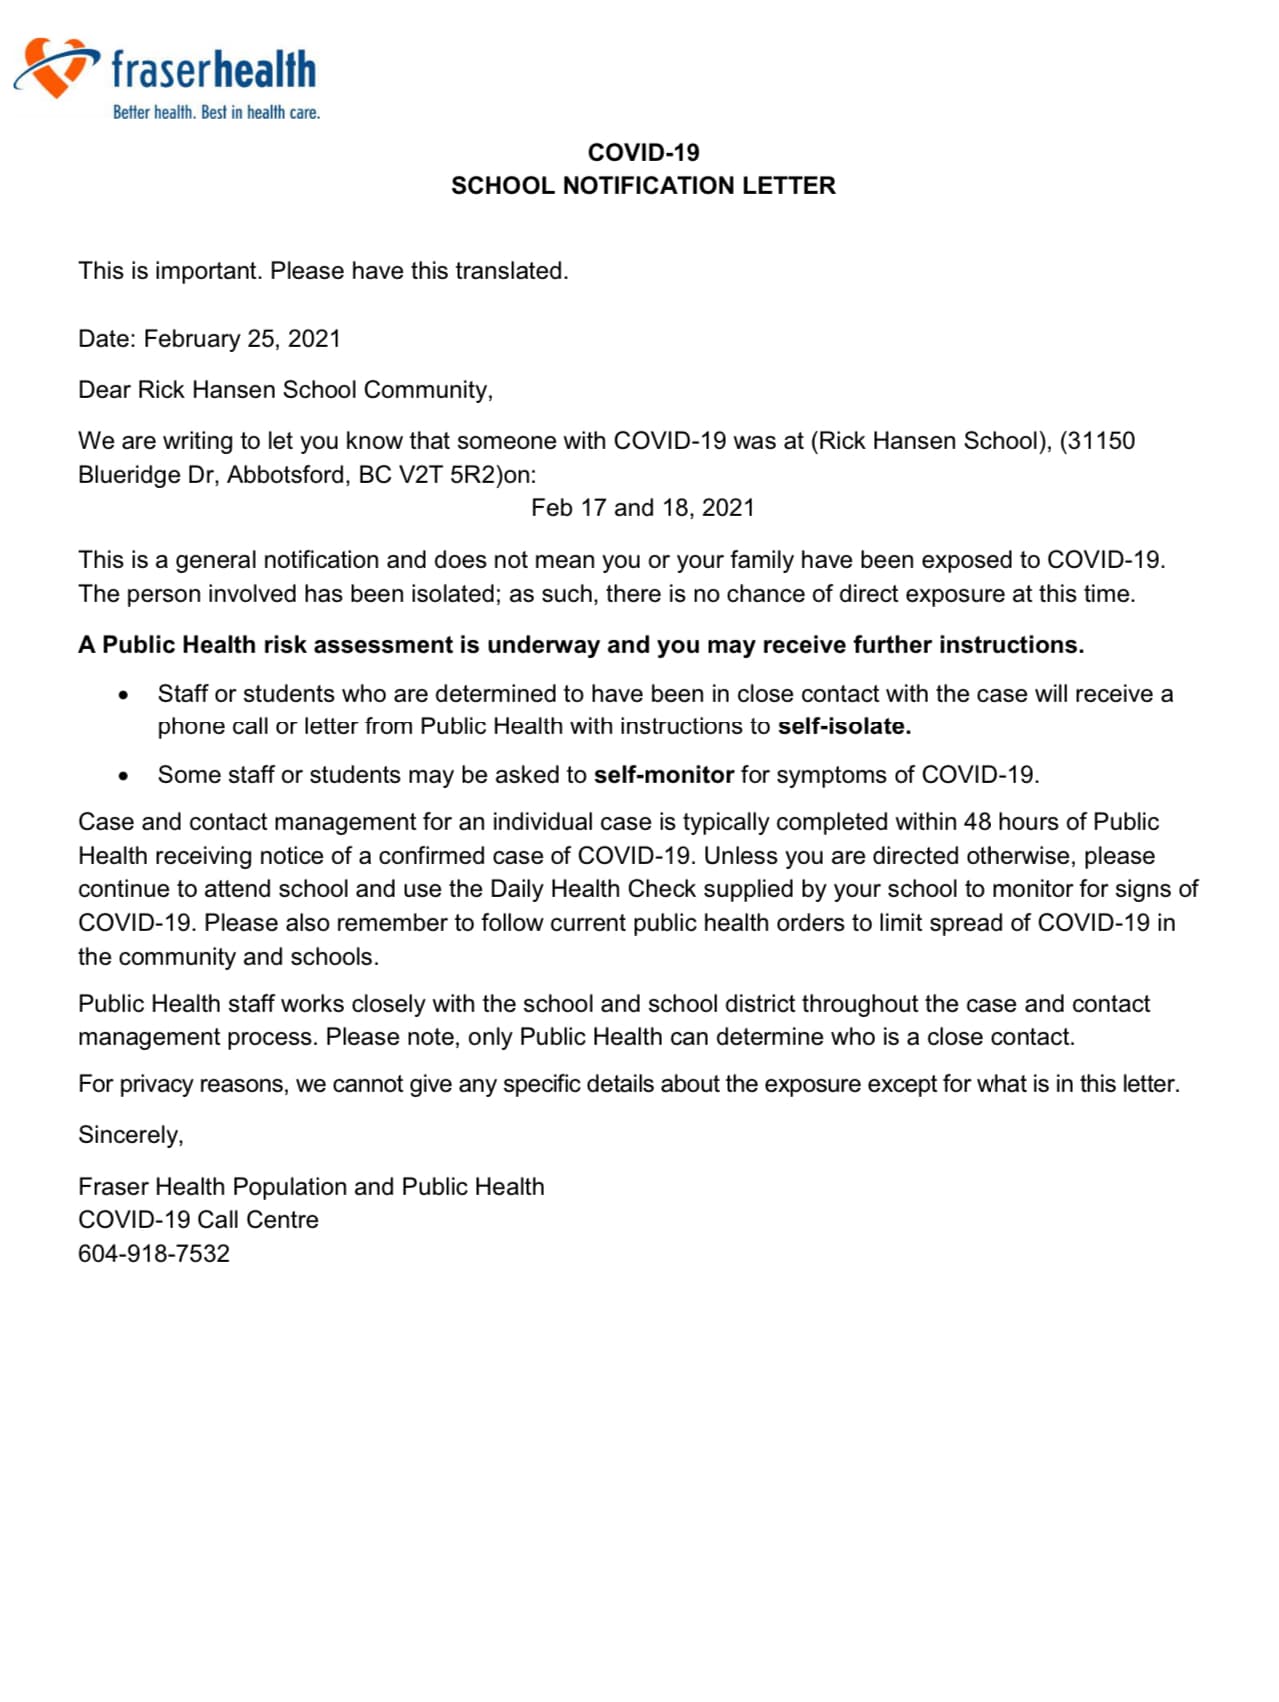 fraserhealth
Better health. Best in health care.
COVID-19
SCHOOL NOTIFICATION LETTER
This is important. Please have this translated.
Date: February 25, 2021
Dear Rick Hansen School Community,
We are writing to let you know that someone with COVID-19 was at (Rick Hansen School), (31150
Blueridge Dr, Abbotsford, BC V2T 5R2)on:
Feb 17 and 18, 2021
This is a general notification and does not mean you or your family have been exposed to COVID-19.
The person involved has been isolated; as such, there is no chance of direct exposure at this time.
A Public Health risk assessment is underway and you may receive further instructions.
• Staff or students who are determined to have been in close contact with the case will receive a
phone call or letter from Public Health with instructions to self-isolate.
• Some staff or students may be asked to self-monitor for symptoms of COVID-19.
Case and contact management for an individual case is typically completed within 48 hours of Public
Health receiving notice of a confirmed case of COVID-19. Unless you are directed otherwise, please
continue to attend school and use the Daily Health Check supplied by your school to monitor for signs of
COVID-19. Please also remember to follow current public health orders to limit spread of COVID-19 in
the community and schools.
Public Health staff works closely with the school and school district throughout the case and contact
management process. Please note, only Public Health can determine who is a close contact.
For privacy reasons, we cannot give any specific details about the exposure except for what is in this letter.
Sincerely,
Fraser Health Population and Public Health
COVID-19 Call Centre
604-918-7532